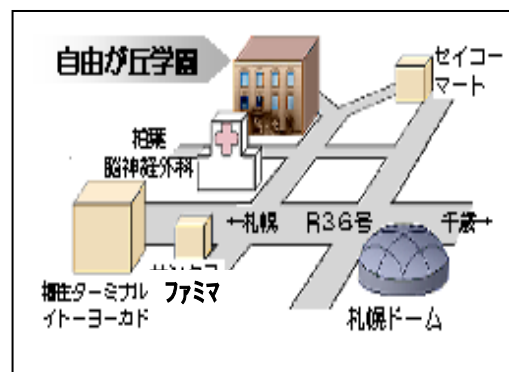 自由が丘学園
セイコー
マート
柏葉
脳神経外科
←札幌
R36号
千歳→
ファミマ
福住ターミナル
イトーヨーカド
札幌ドーム